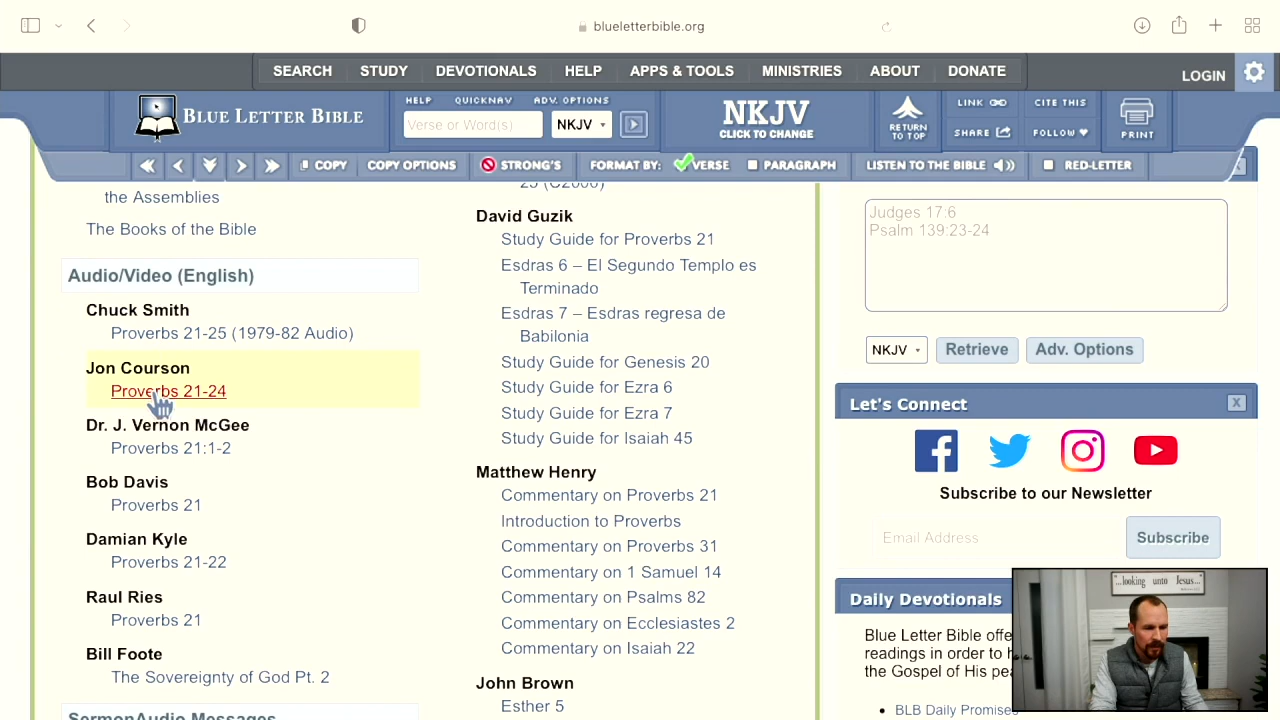 blueletterbible.org
SEARCH STUDY DEVOTIONALS HELP APPS & TOOLS MINISTRIES ABOUT DONATE
LOGIN
BLUE LETTER BIBLE
HELP QUICKNAV ADV. OPTIONS
Verse or Word(s) NKJV
NKJV
CLICK TO CHANGE
RETURN
TO TOP
LINK CITE THIS
SHARE FOLLOW
PRINT
COPY COPY OPTIONS STRONG'S FORMAT BY: VERSE PARAGRAPH LISTEN TO THE BIBLE RED-LETTER
the Assemblies
The Books of the Bible
Audio/Video (English)
Chuck Smith
Proverbs 21-25 (1979-82 Audio)
Jon Courson
Proverbs 21-24
Dr. J. Vernon McGee
Proverbs 21:1-2
Bob Davis
Proverbs 21
Damian Kyle
Proverbs 21-22
Raul Ries
Proverbs 21
Bill Foote
The Sovereignty of God Pt. 2
SermonAudio Messages
25 (C2000)
David Guzik
Study Guide for Proverbs 21
Esdras 6 – El Segundo Templo es
Terminado
Esdras 7 – Esdras regresa de
Babilonia
Study Guide for Genesis 20
Study Guide for Ezra 6
Study Guide for Ezra 7
Study Guide for Isaiah 45
Matthew Henry
Commentary on Proverbs 21
Introduction to Proverbs
Commentary on Proverbs 31
Commentary on 1 Samuel 14
Commentary on Psalms 82
Commentary on Ecclesiastes 2
Commentary on Isaiah 22
John Brown
Esther 5
Judges 17:6
Psalm 139:23-24
NKJV Retrieve Adv. Options
Let's Connect
X
Subscribe to our Newsletter
Email Address Subscribe
Daily Devotionals
Blue Letter Bible offe
readings in order to h
the Gospel of His pea
BLB Daily Promises
...looking unto Jesus...